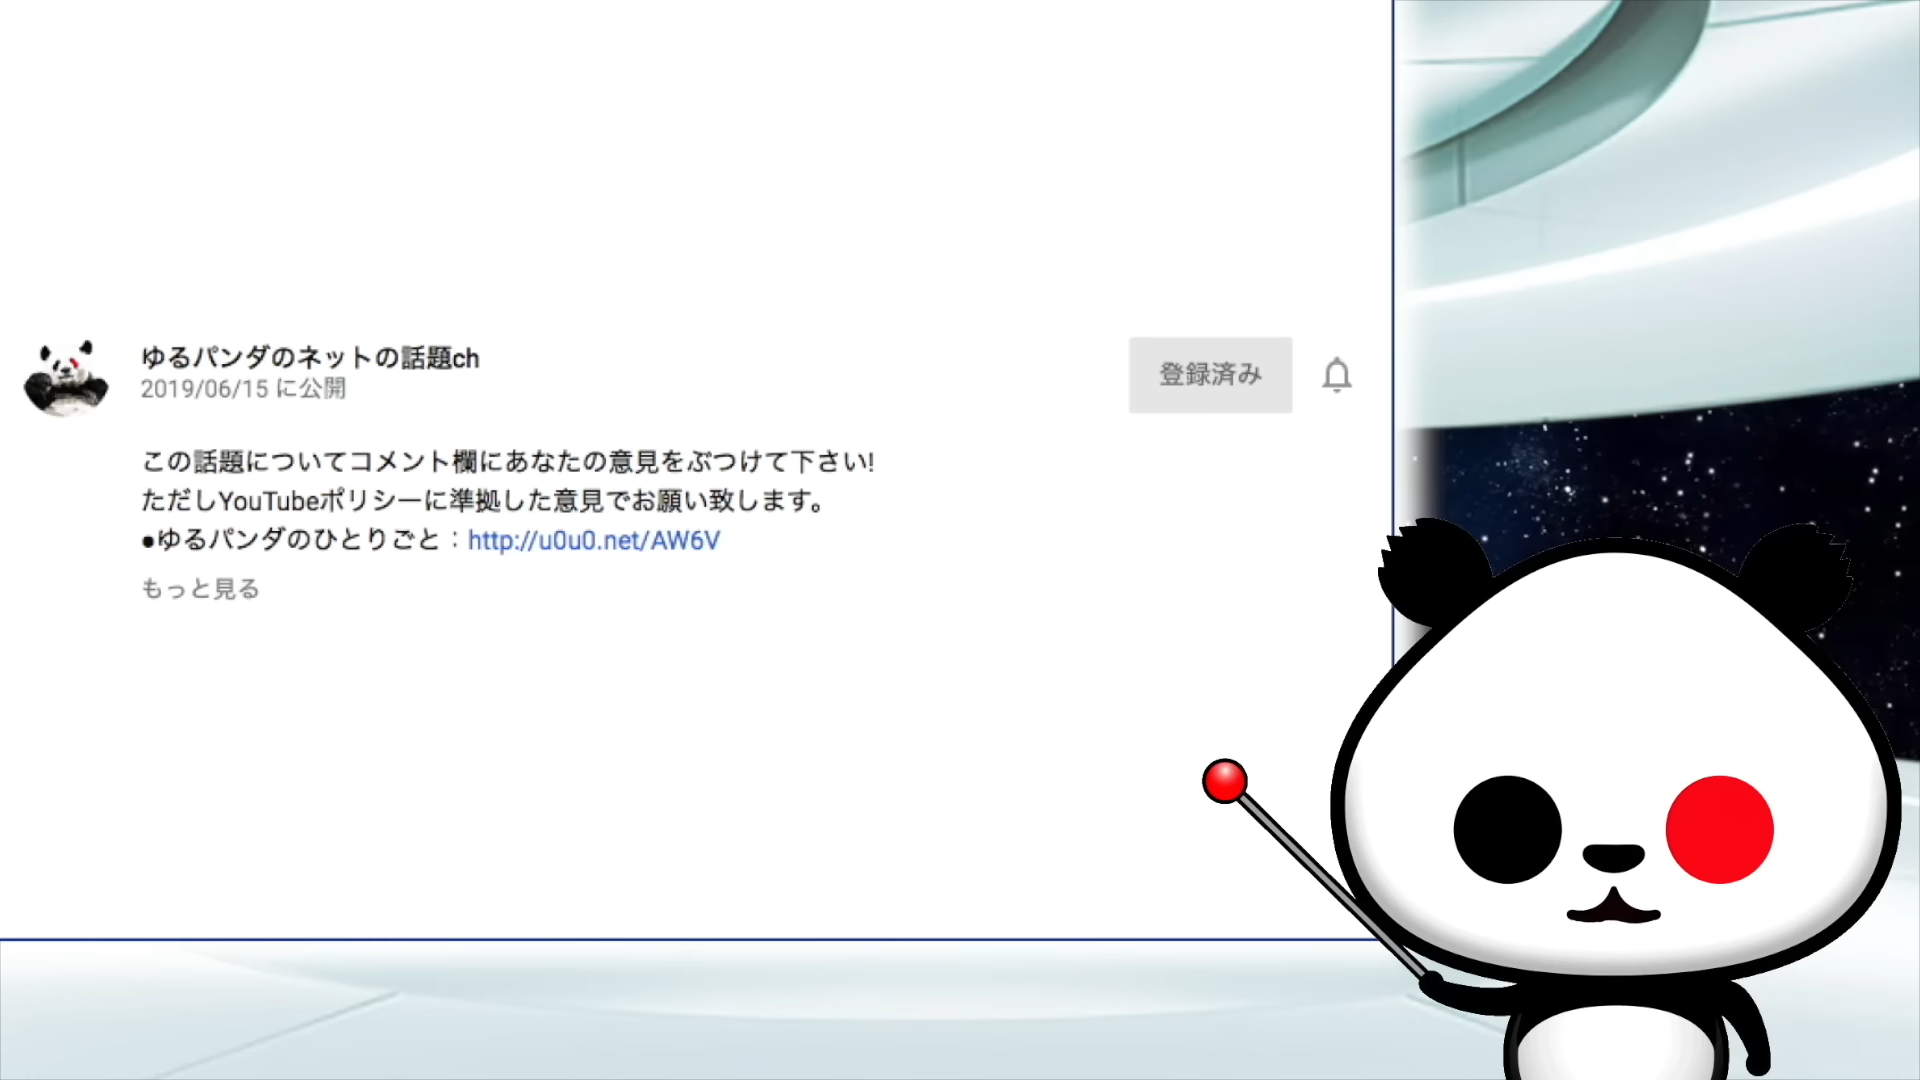 ゆるパンダのネットの話題ch
2019/06/15 に公開
登録済み
この話題についてコメント欄にあなたの意見をぶつけて下さい!
ただしYouTubeポリシーに準拠した意見でお願い致します。
●ゆるパンダのひとりごと：http://u0u0.net/AW6V
もっと見る